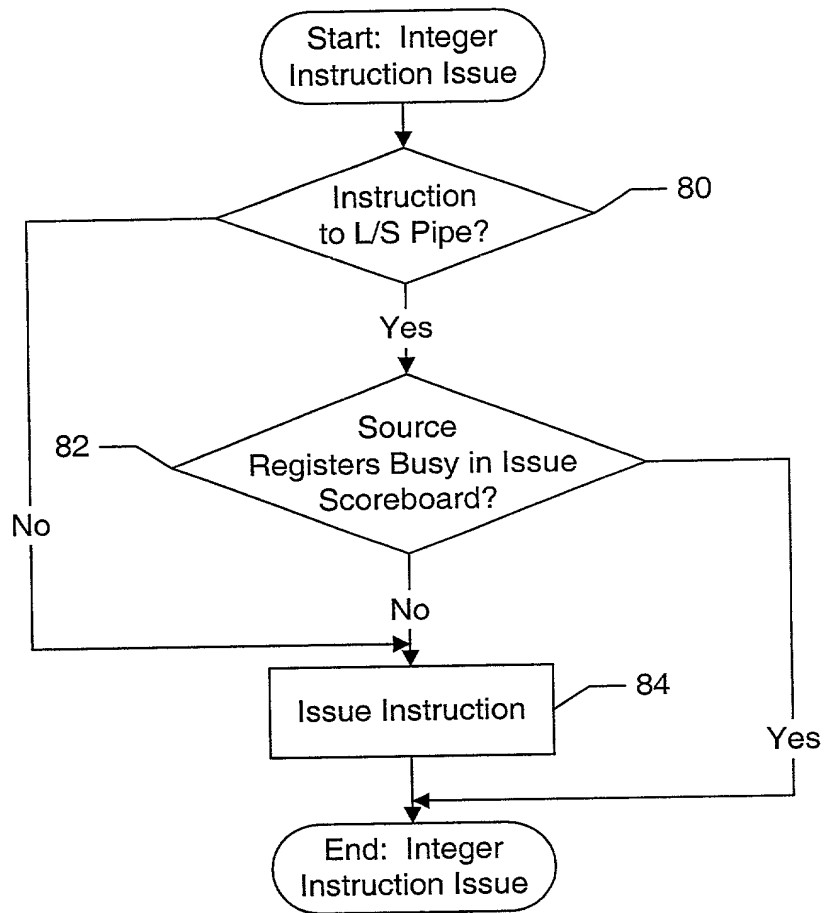 Start:  Integer
Instruction Issue
Instruction
to L/S Pipe?
80
Yes
82
Source
Registers Busy in Issue
Scoreboard?
No
No
Issue Instruction
84
Yes
End:  Integer
Instruction Issue